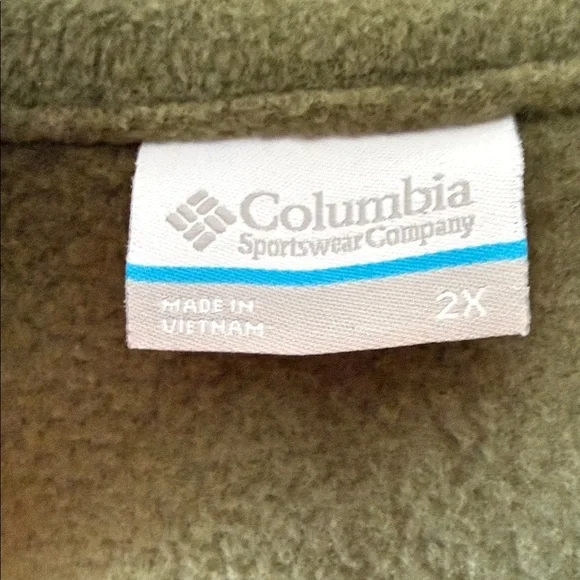 Columbia
Sportswear Company
MADE IN
VIETNAM
2X